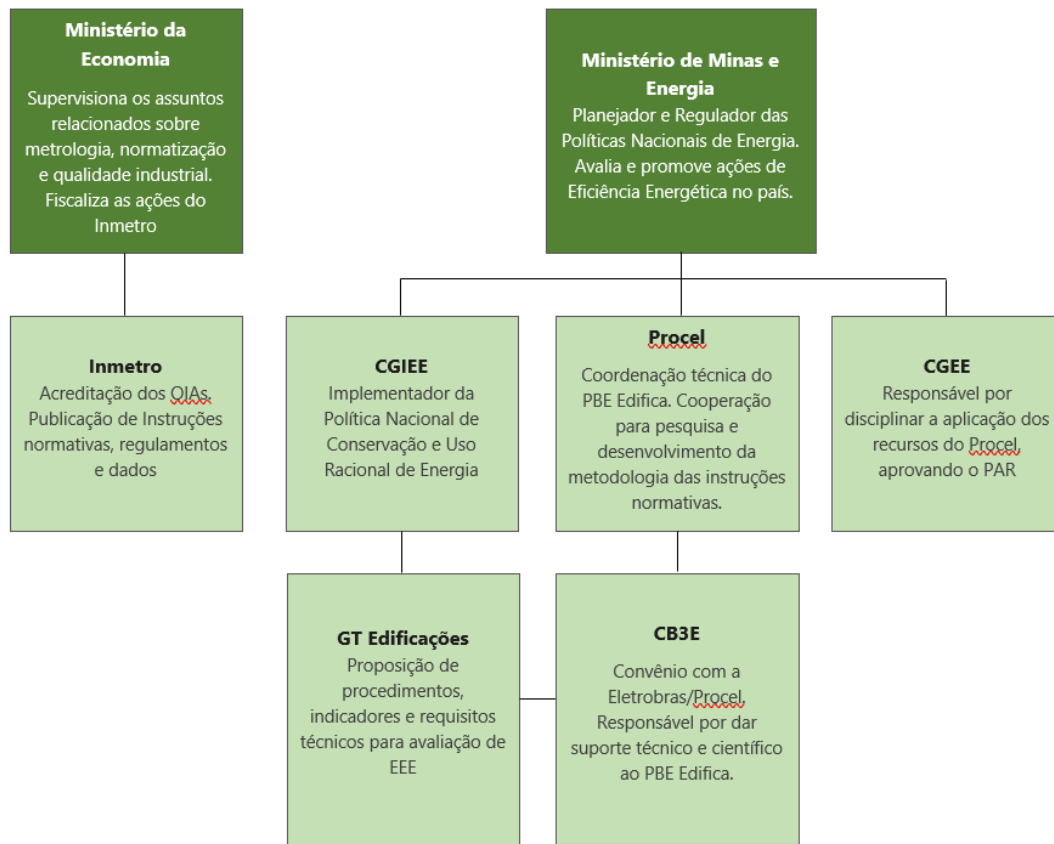 Ministério da
Economia
Supervisiona os assuntos
relacionados sobre
metrologia, normatização
e qualidade industrial.
Fiscaliza as ações do
Inmetro
Ministério de Minas e
Energia
Planejador e Regulador das
Políticas Nacionais de Energia.
Avalia e promove ações de
Eficiência Energética no país.
Inmetro
Acreditação dos OIAs.
Publicação de Instruções
normativas, regulamentos
e dados
CGIEE
Implementador da
Política Nacional de
Conservação e Uso
Racional de Energia
Procel
Coordenação técnica do
PBE Edifica. Cooperação
para pesquisa e
desenvolvimento da
metodologia das instruções
normativas.
CGEE
Responsável por
disciplinar a aplicação dos
recursos do Procel,
aprovando o PAR
GT Edificações
Proposição de
procedimentos,
indicadores e requisitos
técnicos para avaliação de
EEE
CB3E
Convênio com a
Eletrobras/Procel.
Responsável por dar
suporte técnico e científico
ao PBE Edifica.